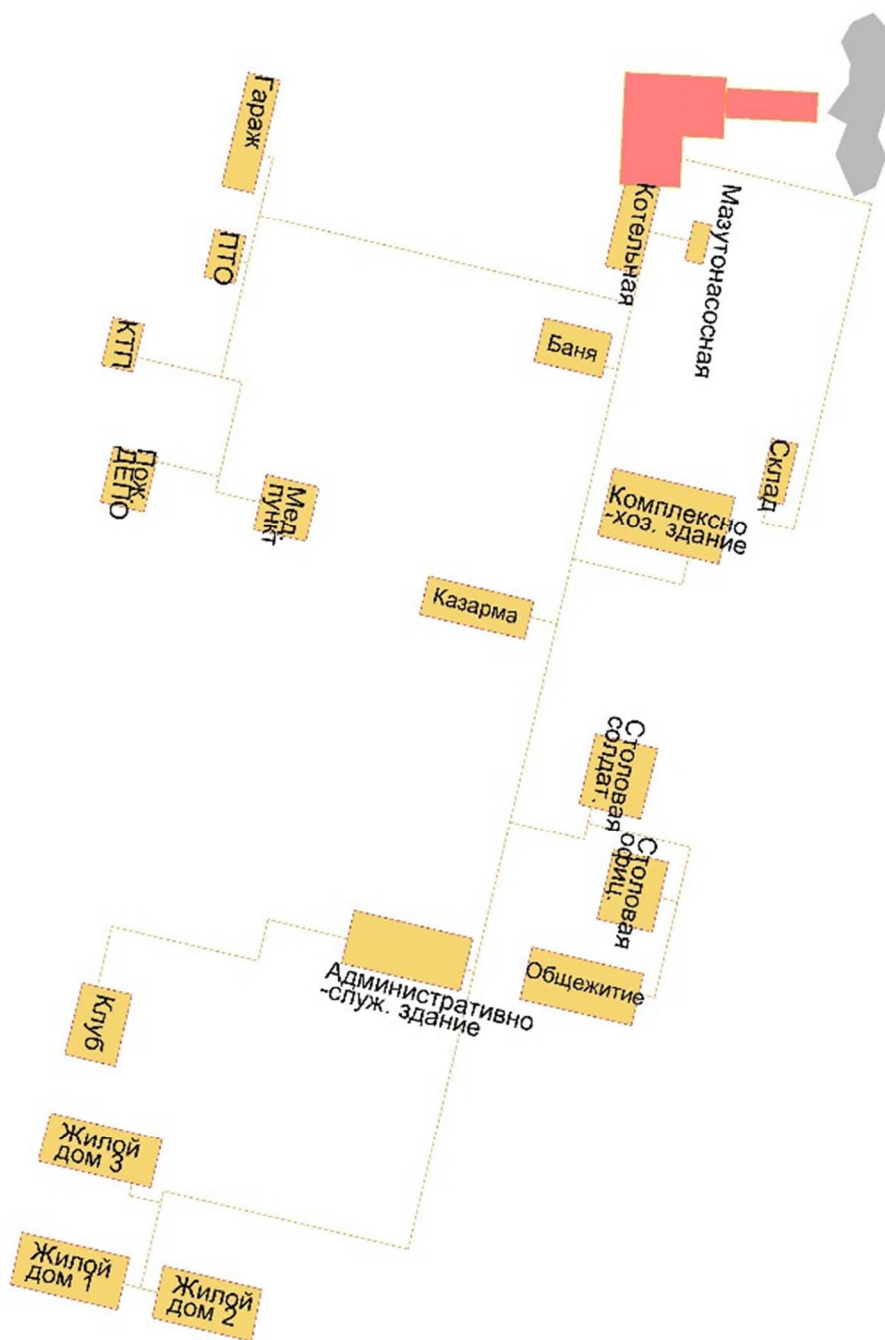 Гараж
ПТО
КТП
Пож.
ДЕПО
Мед.
пункт
Котельная
Мазутонасосная
Баня
Склад
Комплексно
-хоз. здание
Казарма
Столовая
солдат.
Столовая
офиц.
Общежитие
Административно
-служ. здание
Клуб
Жилой
дом 3
Жилой
дом 1
Жилой
дом 2